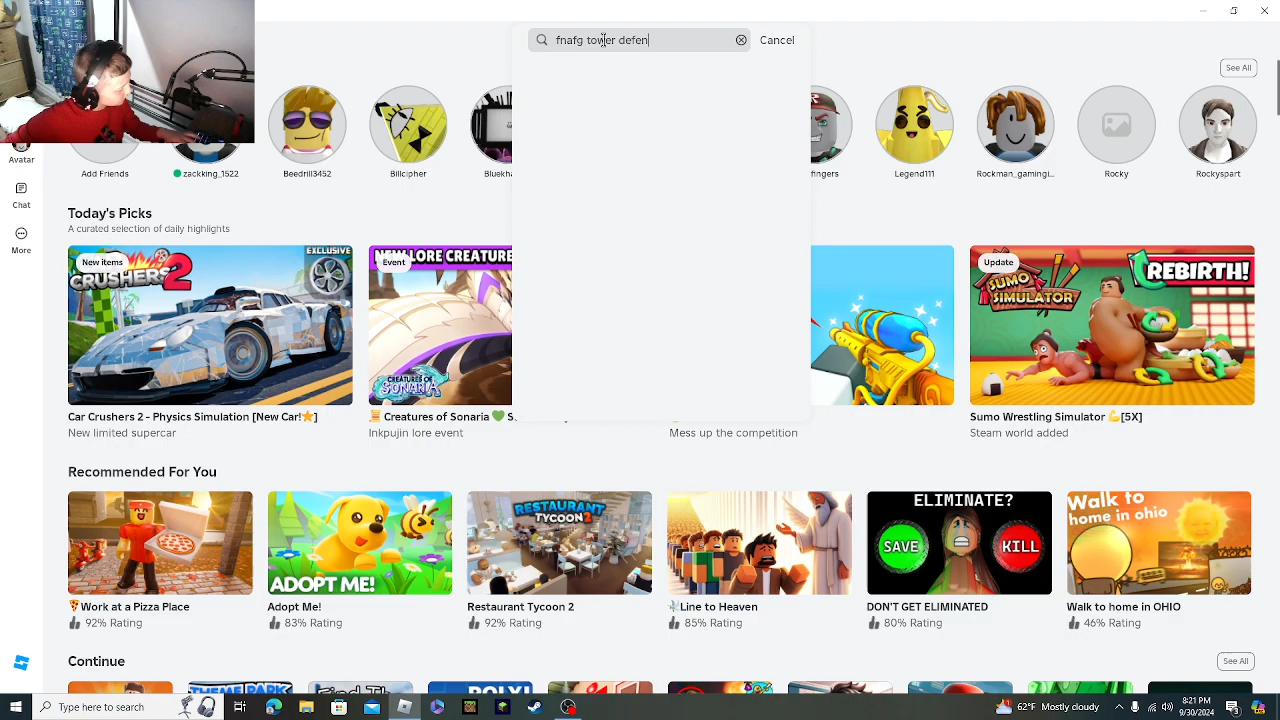 fnafg tower defen
Cancel
See All
Avatar
Chat
More
Add Friends
zackking_1522
Beedrill3452
Billcipher
Bluekh
fingers
Legend111
Rockman_gamingi...
Rocky
Rockyspart
Today's Picks
A curated selection of daily highlights
New items
EXCLUSIVE
CRUSHERS 2
Event
NEW LORE CREATURE
CREATURES OF SONARIA
Update
SUMO SIMULATOR
REBIRTH!
Car Crushers 2 - Physics Simulation [New Car!⭐]
New limited supercar
Creatures of Sonaria 💚 S
Inkpujin lore event
Mess up the competition
Sumo Wrestling Simulator 💪[5X]
Steam world added
Recommended For You
ADOPT ME!
RESTAURANT TYCOON 2
ELIMINATE?
SAVE
KILL
Walk to home in ohio
🍕Work at a Pizza Place
Adopt Me!
Restaurant Tycoon 2
🕊️Line to Heaven
DON'T GET ELIMINATED
Walk to home in OHIO
92% Rating
83% Rating
92% Rating
85% Rating
80% Rating
46% Rating
Continue
See All
Type here to search
62°F Mostly cloudy
8:21 PM
9/30/2024